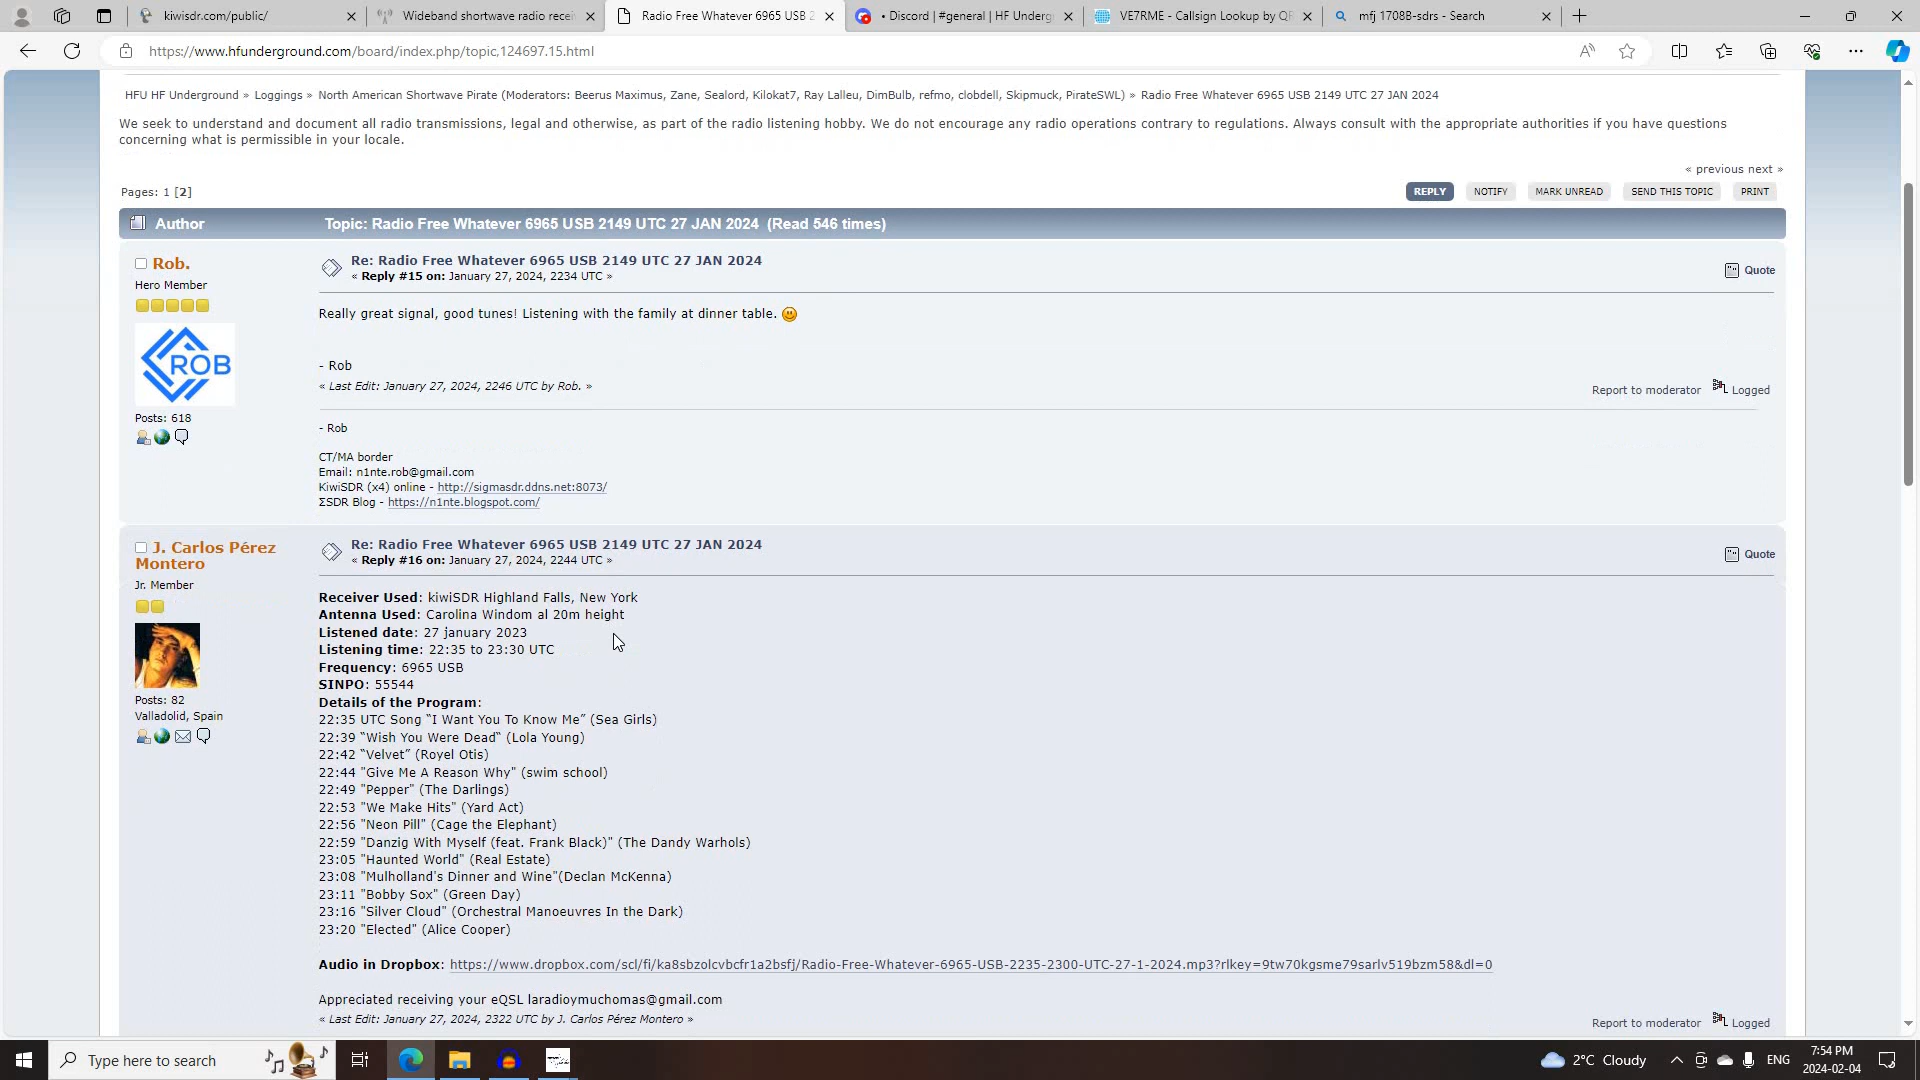 kiwisdr.com/public/
Wideband shortwave radio recei
Radio Free Whatever 6965 USB 2
• Discord | #general | HF Underg
VE7RME - Callsign Lookup by QR
mfj 1708B-sdrs - Search
https://www.hfunderground.com/board/index.php/topic,124697.15.html
HFU HF Underground » Loggings » North American Shortwave Pirate (Moderators: Beerus Maximus, Zane, Sealord, Kilokat7, Ray Lalleu, DimBulb, refmo, clobdell, Skipmuck, PirateSWL) » Radio Free Whatever 6965 USB 2149 UTC 27 JAN 2024
We seek to understand and document all radio transmissions, legal and otherwise, as part of the radio listening hobby. We do not encourage any radio operations contrary to regulations. Always consult with the appropriate authorities if you have questions
concerning what is permissible in your locale.
« previous next »
Pages: 1 [2]
REPLY NOTIFY MARK UNREAD SEND THIS TOPIC PRINT
Author Topic: Radio Free Whatever 6965 USB 2149 UTC 27 JAN 2024 (Read 546 times)
Rob.
Hero Member
ROB
Posts: 618
Re: Radio Free Whatever 6965 USB 2149 UTC 27 JAN 2024
« Reply #15 on: January 27, 2024, 2234 UTC »
Quote
Really great signal, good tunes! Listening with the family at dinner table.
- Rob
« Last Edit: January 27, 2024, 2246 UTC by Rob. »
Report to moderator Logged
- Rob
CT/MA border
Email: n1nte.rob@gmail.com
KiwiSDR (x4) online - http://sigmasdr.ddns.net:8073/
ΣSDR Blog - https://n1nte.blogspot.com/
J. Carlos Pérez
Montero
Jr. Member
Posts: 82
Valladolid, Spain
Re: Radio Free Whatever 6965 USB 2149 UTC 27 JAN 2024
« Reply #16 on: January 27, 2024, 2244 UTC »
Quote
Receiver Used: kiwiSDR Highland Falls, New York
Antenna Used: Carolina Windom al 20m height
Listened date: 27 january 2023
Listening time: 22:35 to 23:30 UTC
Frequency: 6965 USB
SINPO: 55544
Details of the Program:
22:35 UTC Song “I Want You To Know Me” (Sea Girls)
22:39 “Wish You Were Dead“ (Lola Young)
22:42 “Velvet” (Royel Otis)
22:44 "Give Me A Reason Why" (swim school)
22:49 "Pepper" (The Darlings)
22:53 "We Make Hits" (Yard Act)
22:56 "Neon Pill" (Cage the Elephant)
22:59 "Danzig With Myself (feat. Frank Black)" (The Dandy Warhols)
23:05 "Haunted World" (Real Estate)
23:08 "Mulholland's Dinner and Wine"(Declan McKenna)
23:11 "Bobby Sox" (Green Day)
23:16 "Silver Cloud" (Orchestral Manoeuvres In the Dark)
23:20 "Elected" (Alice Cooper)
Audio in Dropbox: https://www.dropbox.com/scl/fi/ka8sbzolcvbcfr1a2bsfj/Radio-Free-Whatever-6965-USB-2235-2300-UTC-27-1-2024.mp3?rlkey=9tw70kgsme79sarlv519bzm58&dl=0
Appreciated receiving your eQSL laradioymuchomas@gmail.com
« Last Edit: January 27, 2024, 2322 UTC by J. Carlos Pérez Montero »
Report to moderator Logged
Type here to search
2°C Cloudy
ENG
7:54 PM
2024-02-04